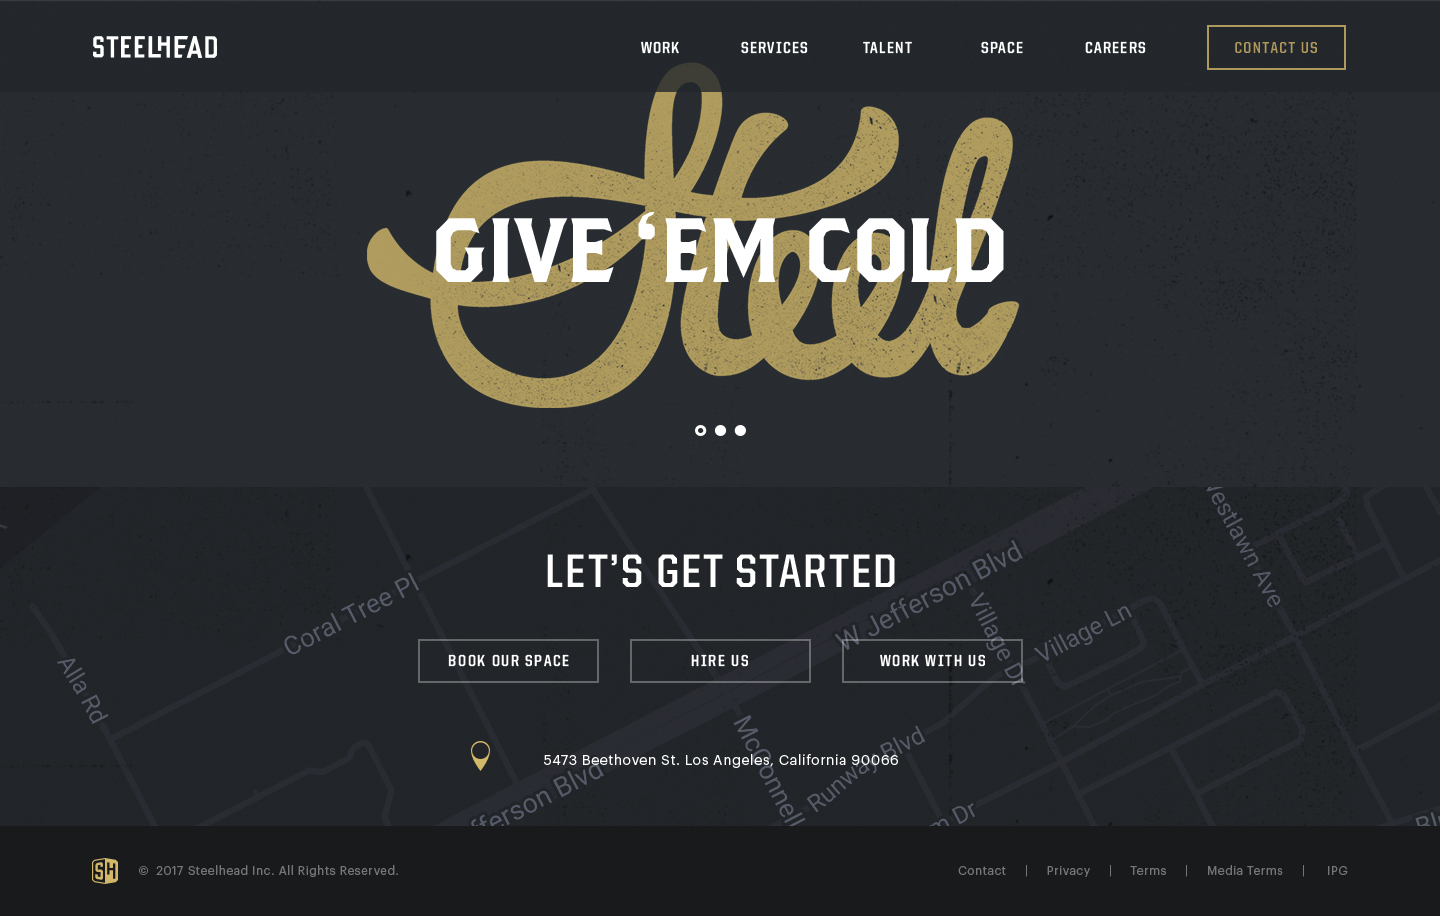 STEELHEAD
WORK SERVICES TALENT SPACE CAREERS CONTACT US
Steel
GIVE ‘EM COLD
LET’S GET STARTED
Westlawn Ave
Coral Tree Pl
W Jefferson Blvd
Village Dr
Village Ln
Alla Rd
BOOK OUR SPACE HIRE US WORK WITH US
McConnell
Runway Blvd
5473 Beethoven St. Los Angeles, California 90066
fferson Blvd
m Dr
SH © 2017 Steelhead Inc. All Rights Reserved. Contact | Privacy | Terms | Media Terms | IPG